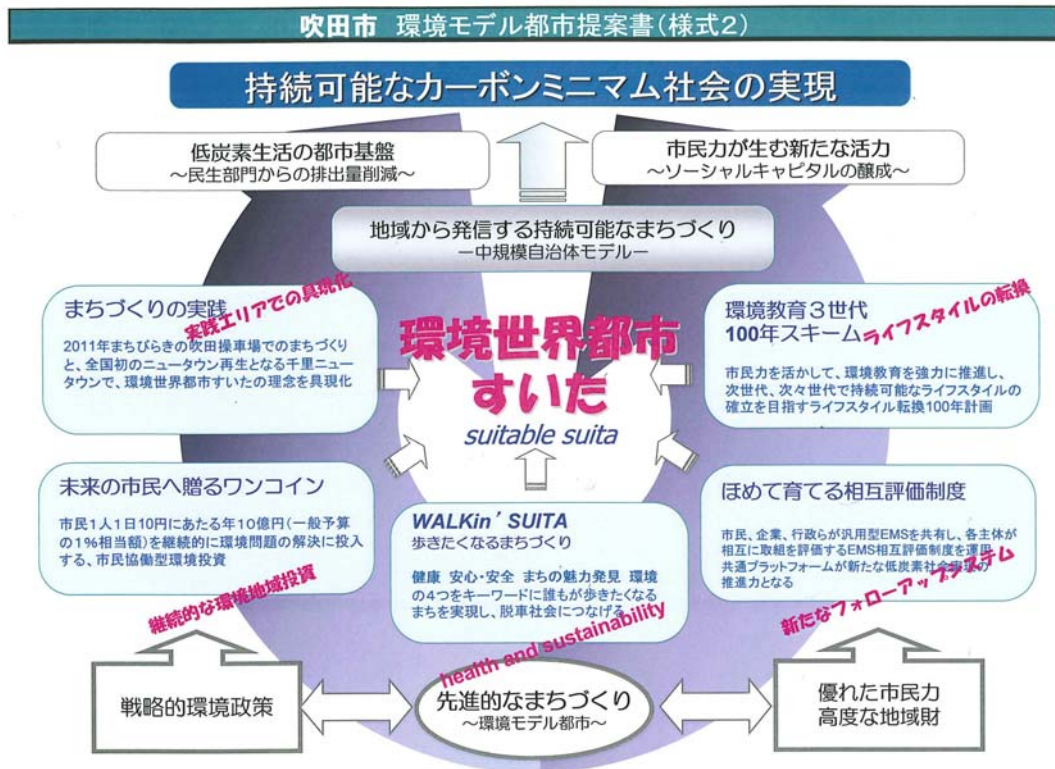 吹田市 環境モデル都市提案書(様式2)
持続可能なカーボンミニマム社会の実現
低炭素生活の都市基盤
~民生部門からの排出量削減~
市民力が生む新たな活力
~ソーシャルキャピタルの醸成~
地域から発信する持続可能なまちづくり
―中規模自治体モデル―
まちづくりの実践
実践エリアでの具現化
2011年まちびらきの吹田操車場でのまちづくり
と、全国初のニュータウン再生となる千里ニュー
タウンで、環境世界都市すいたの理念を具現化
環境世界都市
すいた
suitable suita
環境教育3世代
100年スキーム
ライフスタイルの転換
市民力を活かして、環境教育を強力に推進し、
次世代、次々世代で持続可能なライフスタイルの
確立を目指すライフスタイル転換100年計画
未来の市民へ贈るワンコイン
市民1人1日10円にあたる年10億円(一般予算
の1%相当額)を継続的に環境問題の解決に投入
する、市民協働型環境投資
継続的な環境地域投資
WALKin' SUITA
歩きたくなるまちづくり
健康 安心・安全 まちの魅力発見 環境
の4つをキーワードに誰もが歩きたくなる
まちを実現し、脱車社会につなげる
health and sustainability
ほめて育てる相互評価制度
市民、企業、行政らが汎用型EMSを共有し、各主体が
相互に取組を評価するEMS相互評価制度を運用
共通プラットフォームが新たな低炭素社会の
推進力となる
新たなフォローアップシステム
戦略的環境政策
先進的なまちづくり
~環境モデル都市~
優れた市民力
高度な地域財